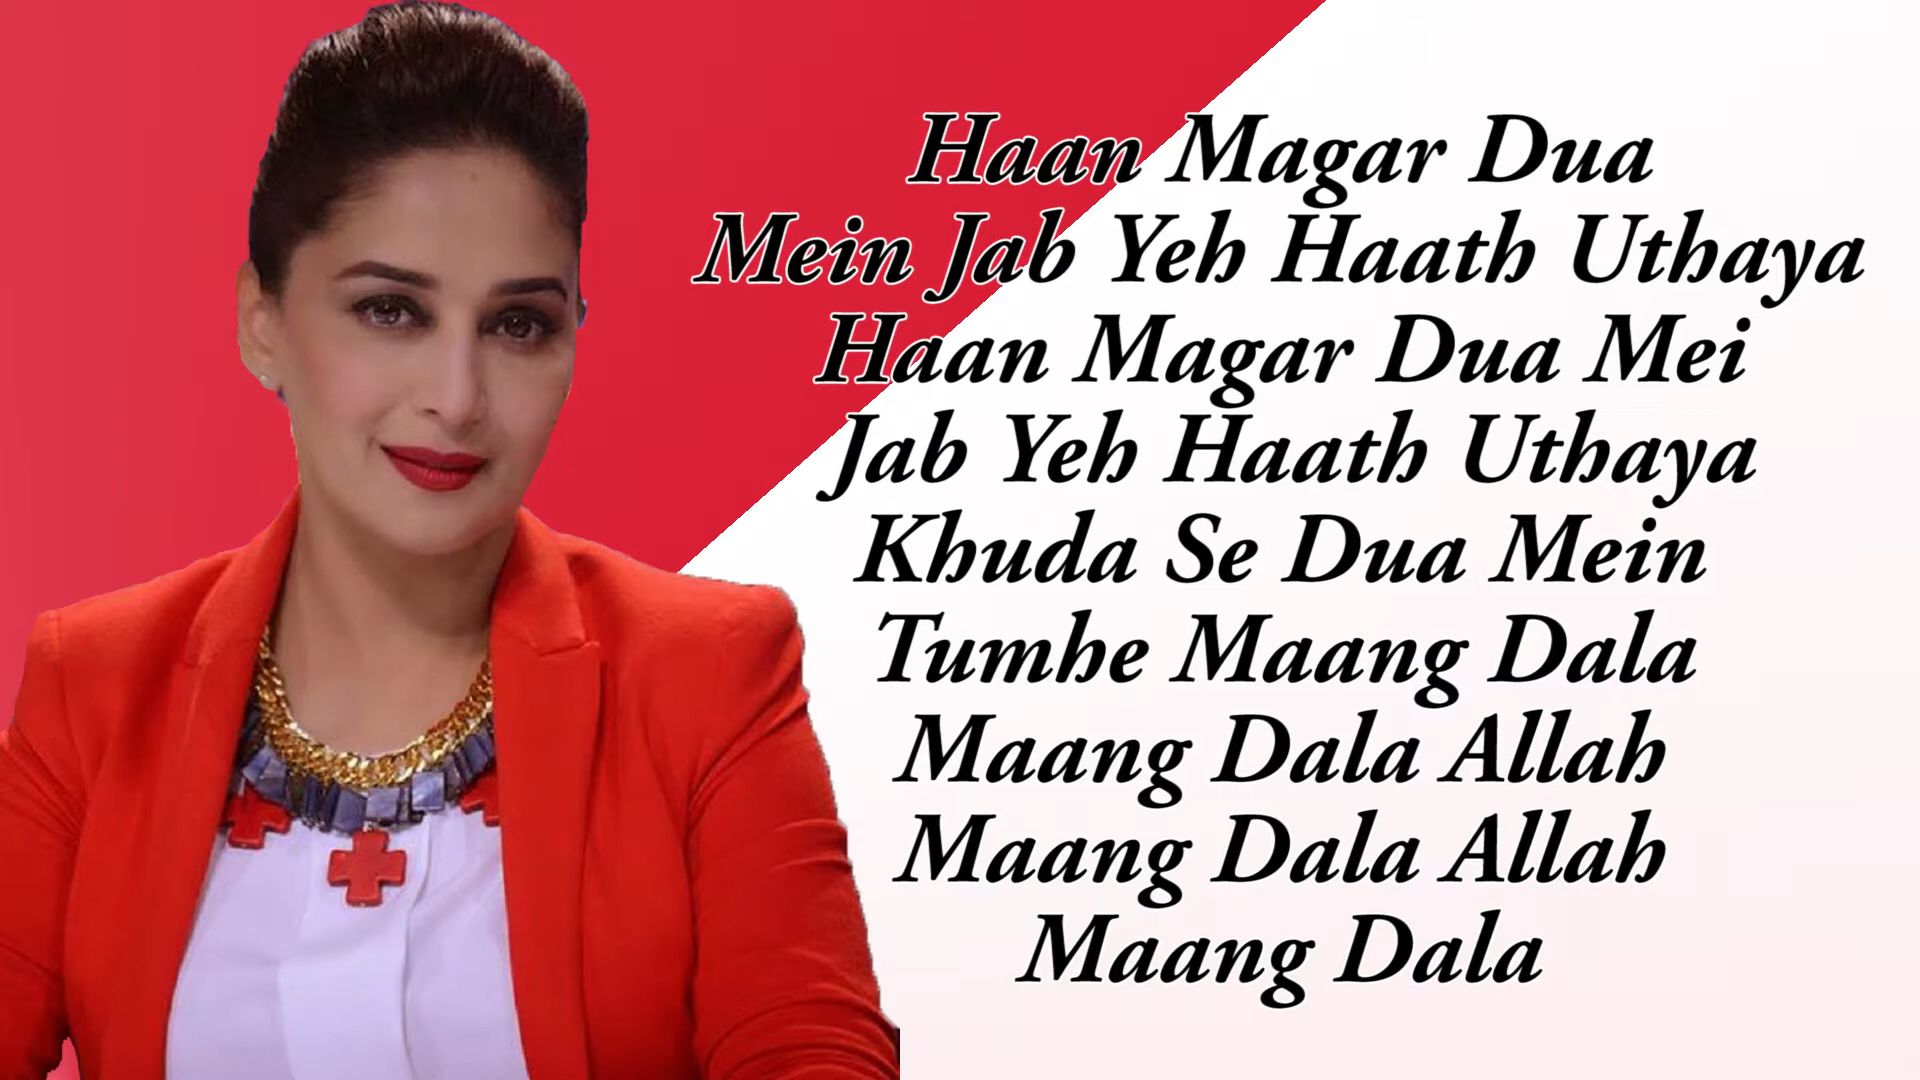 Haan Magar Dua
Mein Jab Yeh Haath Uthaya
Haan Magar Dua Mei
Jab Yeh Haath Uthaya
Khuda Se Dua Mein
Tumhe Maang Dala
Maang Dala Allah
Maang Dala Allah
Maang Dala